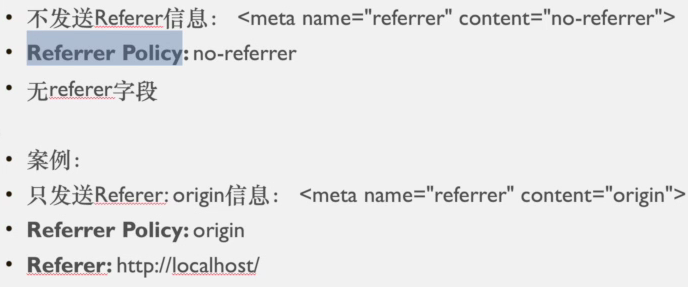 • 不发送Referer信息： <meta name="referrer" content="no-referrer">
• Referrer Policy: no-referrer
• 无referer字段
• 案例：
• 只发送Referer: origin信息： <meta name="referrer" content="origin">
• Referrer Policy: origin
• Referer: http://localhost/